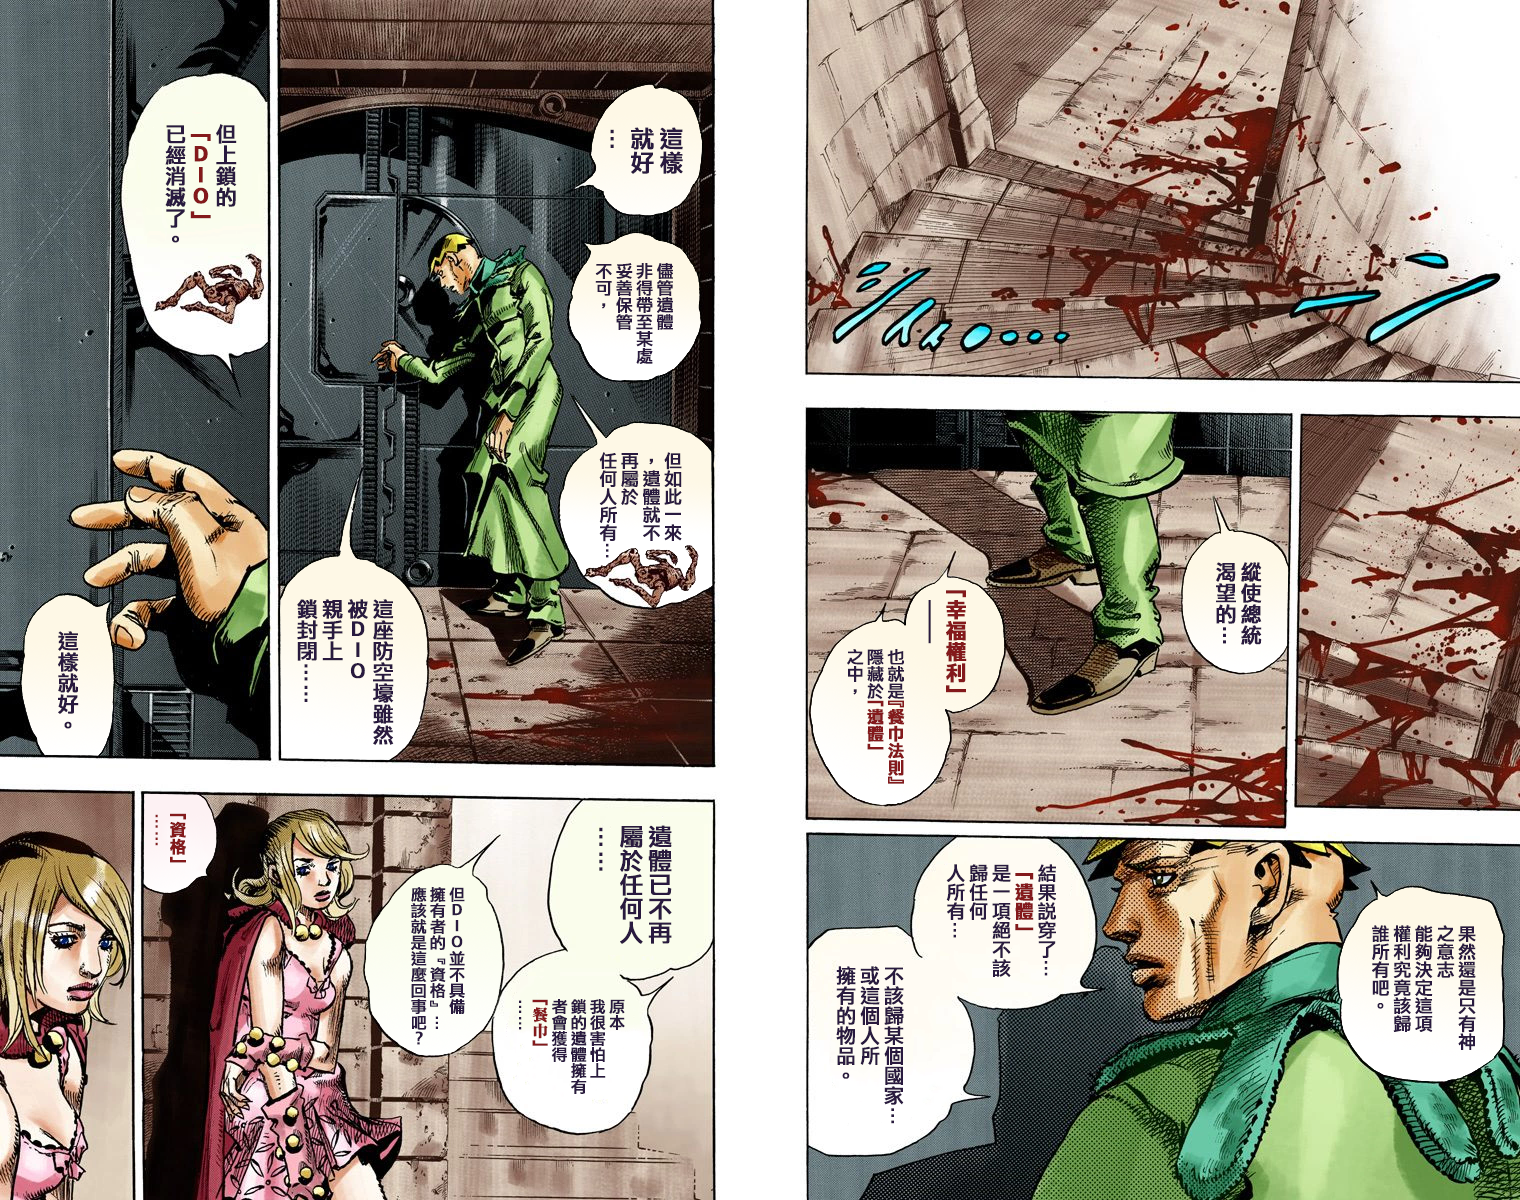 シーン
シィィ。・・・
縱使總統
渴望的…
『幸福權利』
——
也就是『餐巾法則』
隱藏於「遺體」
之中，
果然還是只有神
之意志
能夠決定這項
權利究竟該歸
誰所有吧。
結果說穿了…
「遺體」
是一項絕不該
歸任何
人所有…
不該歸某個國家…
或這個人所
擁有的物品。
這樣
就好
…
儘管遺體
非得帶至某處
妥善保管
不可，
但如此一來
，遺體就不
再屬於
任何人所有…
這座防空壕雖然
被DIO
親手上
鎖封閉……
但上鎖的
「DIO」
已經消滅了。
這樣就好。
遺體已不再
屬於任何人
……
原本
我很害怕上
鎖的遺體擁有
者會獲得
「餐巾」
……
但DIO並不具備
擁有者的『資格』…
應該就是這麼回事吧？
「資格」
……